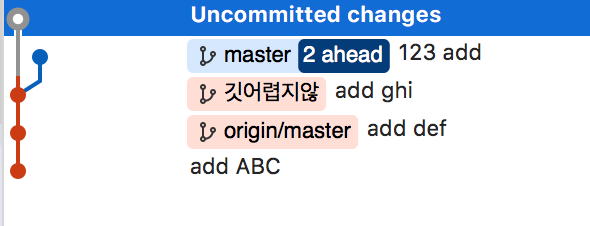 Uncommitted changes
master 2 ahead 123 add
깃어렵지않 add ghi
origin/master add def
add ABC